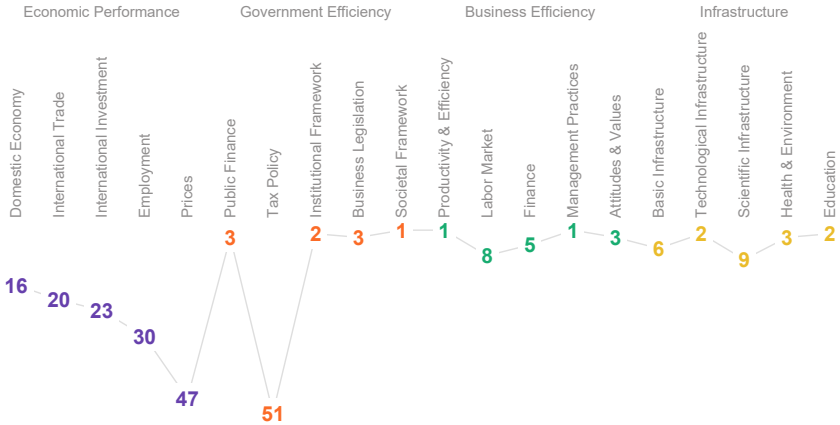 Economic Performance
Government Efficiency
Business Efficiency
Infrastructure
Domestic Economy
International Trade
International Investment
Employment
Prices
Public Finance
Tax Policy
Institutional Framework
Business Legislation
Societal Framework
Productivity & Efficiency
Labor Market
Finance
Management Practices
Attitudes & Values
Basic Infrastructure
Technological Infrastructure
Scientific Infrastructure
Health & Environment
Education
16
20
23
30
47
3
51
2
3
1
1
8
5
1
3
6
2
9
3
2